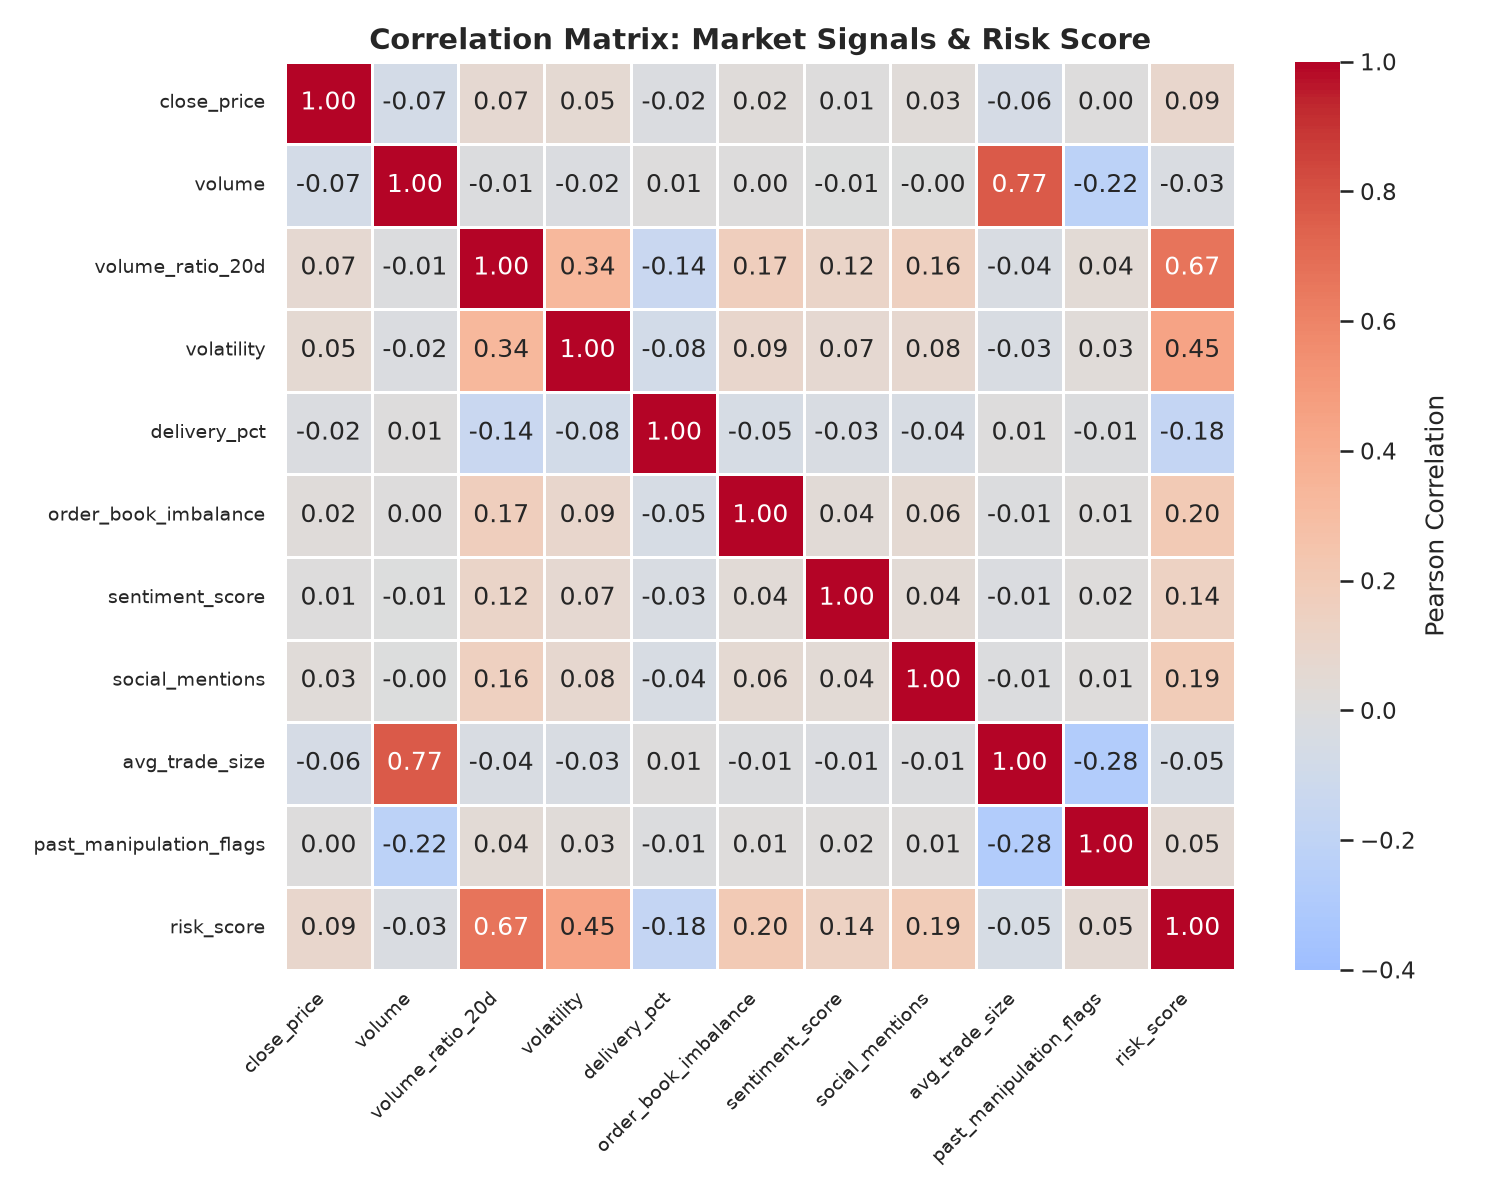 Correlation Matrix: Market Signals & Risk Score
close_price 1.00 -0.07 0.07 0.05 -0.02 0.02 0.01 0.03 -0.06 0.00 0.09
volume -0.07 1.00 -0.01 -0.02 0.01 0.00 -0.01 -0.00 0.77 -0.22 -0.03
volume_ratio_20d 0.07 -0.01 1.00 0.34 -0.14 0.17 0.12 0.16 -0.04 0.04 0.67
volatility 0.05 -0.02 0.34 1.00 -0.08 0.09 0.07 0.08 -0.03 0.03 0.45
delivery_pct -0.02 0.01 -0.14 -0.08 1.00 -0.05 -0.03 -0.04 0.01 -0.01 -0.18
order_book_imbalance 0.02 0.00 0.17 0.09 -0.05 1.00 0.04 0.06 -0.01 0.01 0.20
sentiment_score 0.01 -0.01 0.12 0.07 -0.03 0.04 1.00 0.04 -0.01 0.02 0.14
social_mentions 0.03 -0.00 0.16 0.08 -0.04 0.06 0.04 1.00 -0.01 0.01 0.19
avg_trade_size -0.06 0.77 -0.04 -0.03 0.01 -0.01 -0.01 -0.01 1.00 -0.28 -0.05
past_manipulation_flags 0.00 -0.22 0.04 0.03 -0.01 0.01 0.02 0.01 -0.28 1.00 0.05
risk_score 0.09 -0.03 0.67 0.45 -0.18 0.20 0.14 0.19 -0.05 0.05 1.00
close_price
volume
volume_ratio_20d
volatility
delivery_pct
order_book_imbalance
sentiment_score
social_mentions
avg_trade_size
past_manipulation_flags
risk_score
1.0
0.8
0.6
0.4
0.2
0.0
−0.2
−0.4
Pearson Correlation